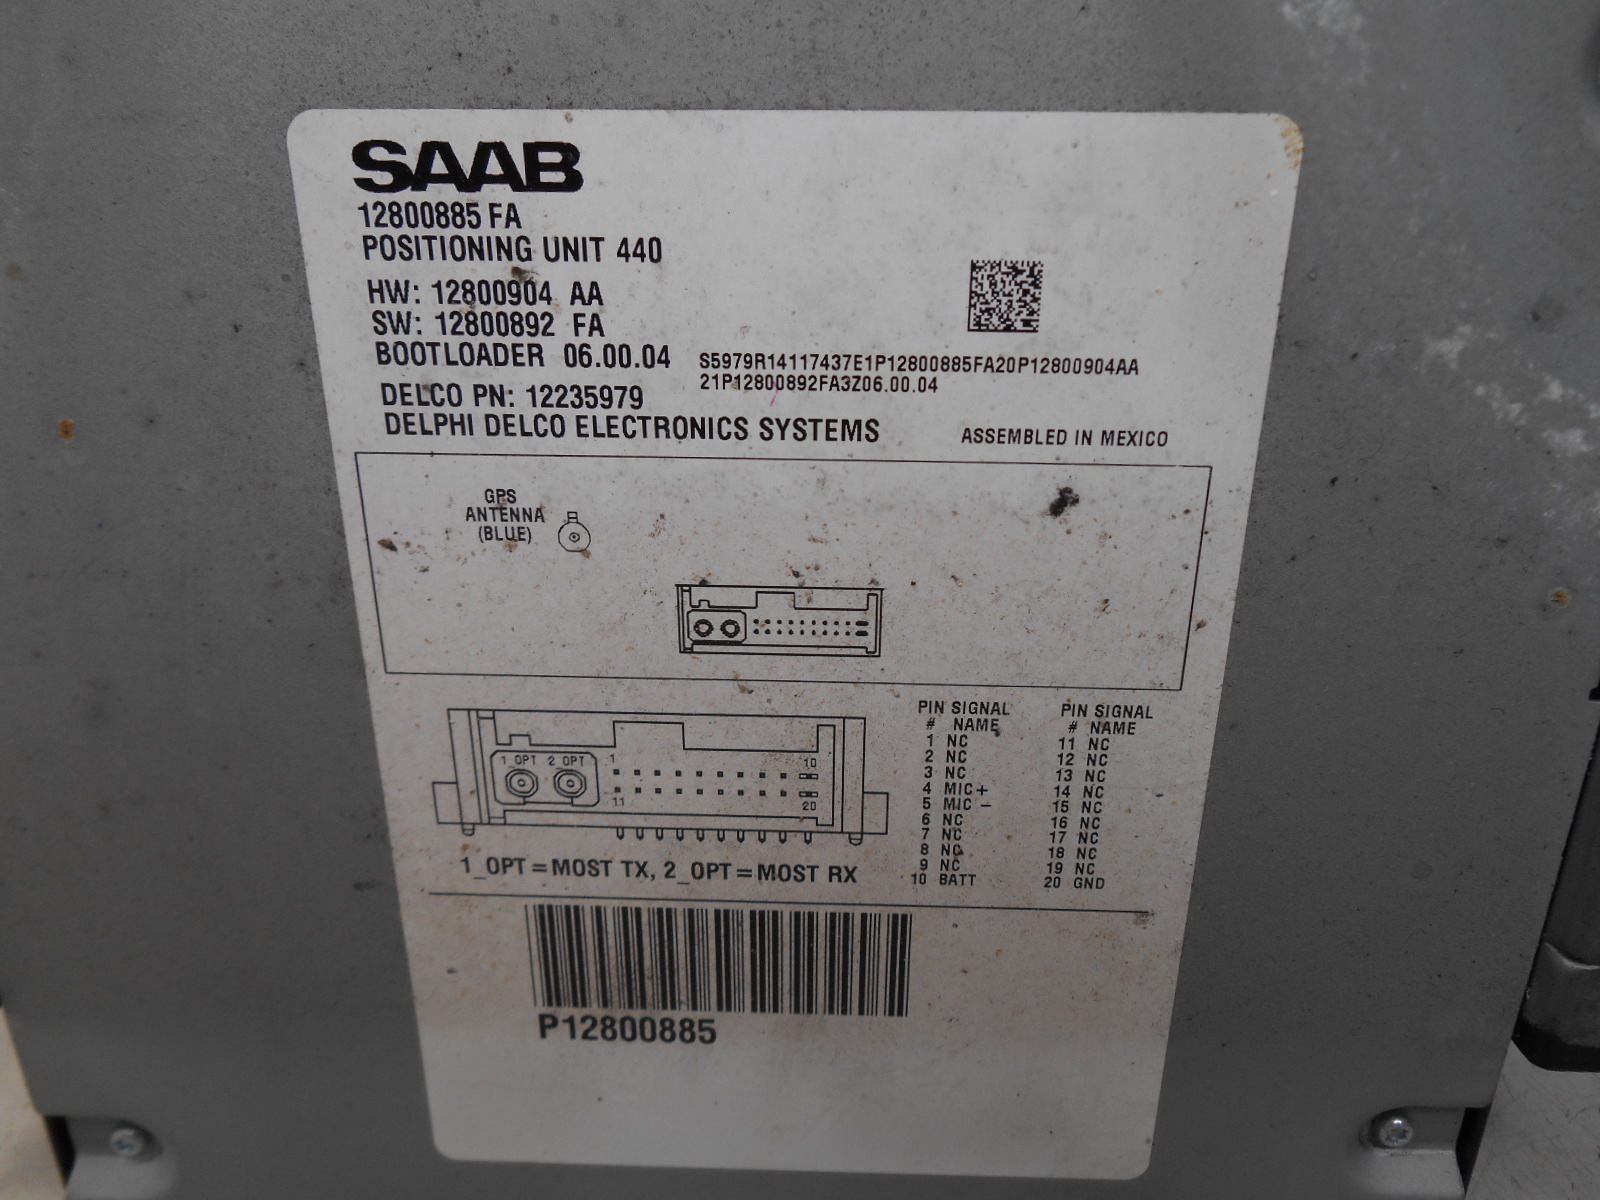 SAAB
12800885 FA
POSITIONING UNIT 440
HW: 12800904 AA
SW: 12800892 FA
BOOTLOADER 06.00.04
S5979R14117437E1P12800885FA20P12800904AA
21P12800892FA3Z06.00.04
DELCO PN: 12235979
DELPHI DELCO ELECTRONICS SYSTEMS
ASSEMBLED IN MEXICO
GPS
ANTENNA
(BLUE)
1_OPT 2_OPT 1 10
11 20
1_OPT=MOST TX, 2_OPT=MOST RX
PIN SIGNAL
# NAME
1 NC
2 NC
3 NC
4 MIC+
5 MIC-
6 NC
7 NC
8 NC
9 NC
10 BATT
PIN SIGNAL
# NAME
11 NC
12 NC
13 NC
14 NC
15 NC
16 NC
17 NC
18 NC
19 NC
20 GND
P12800885